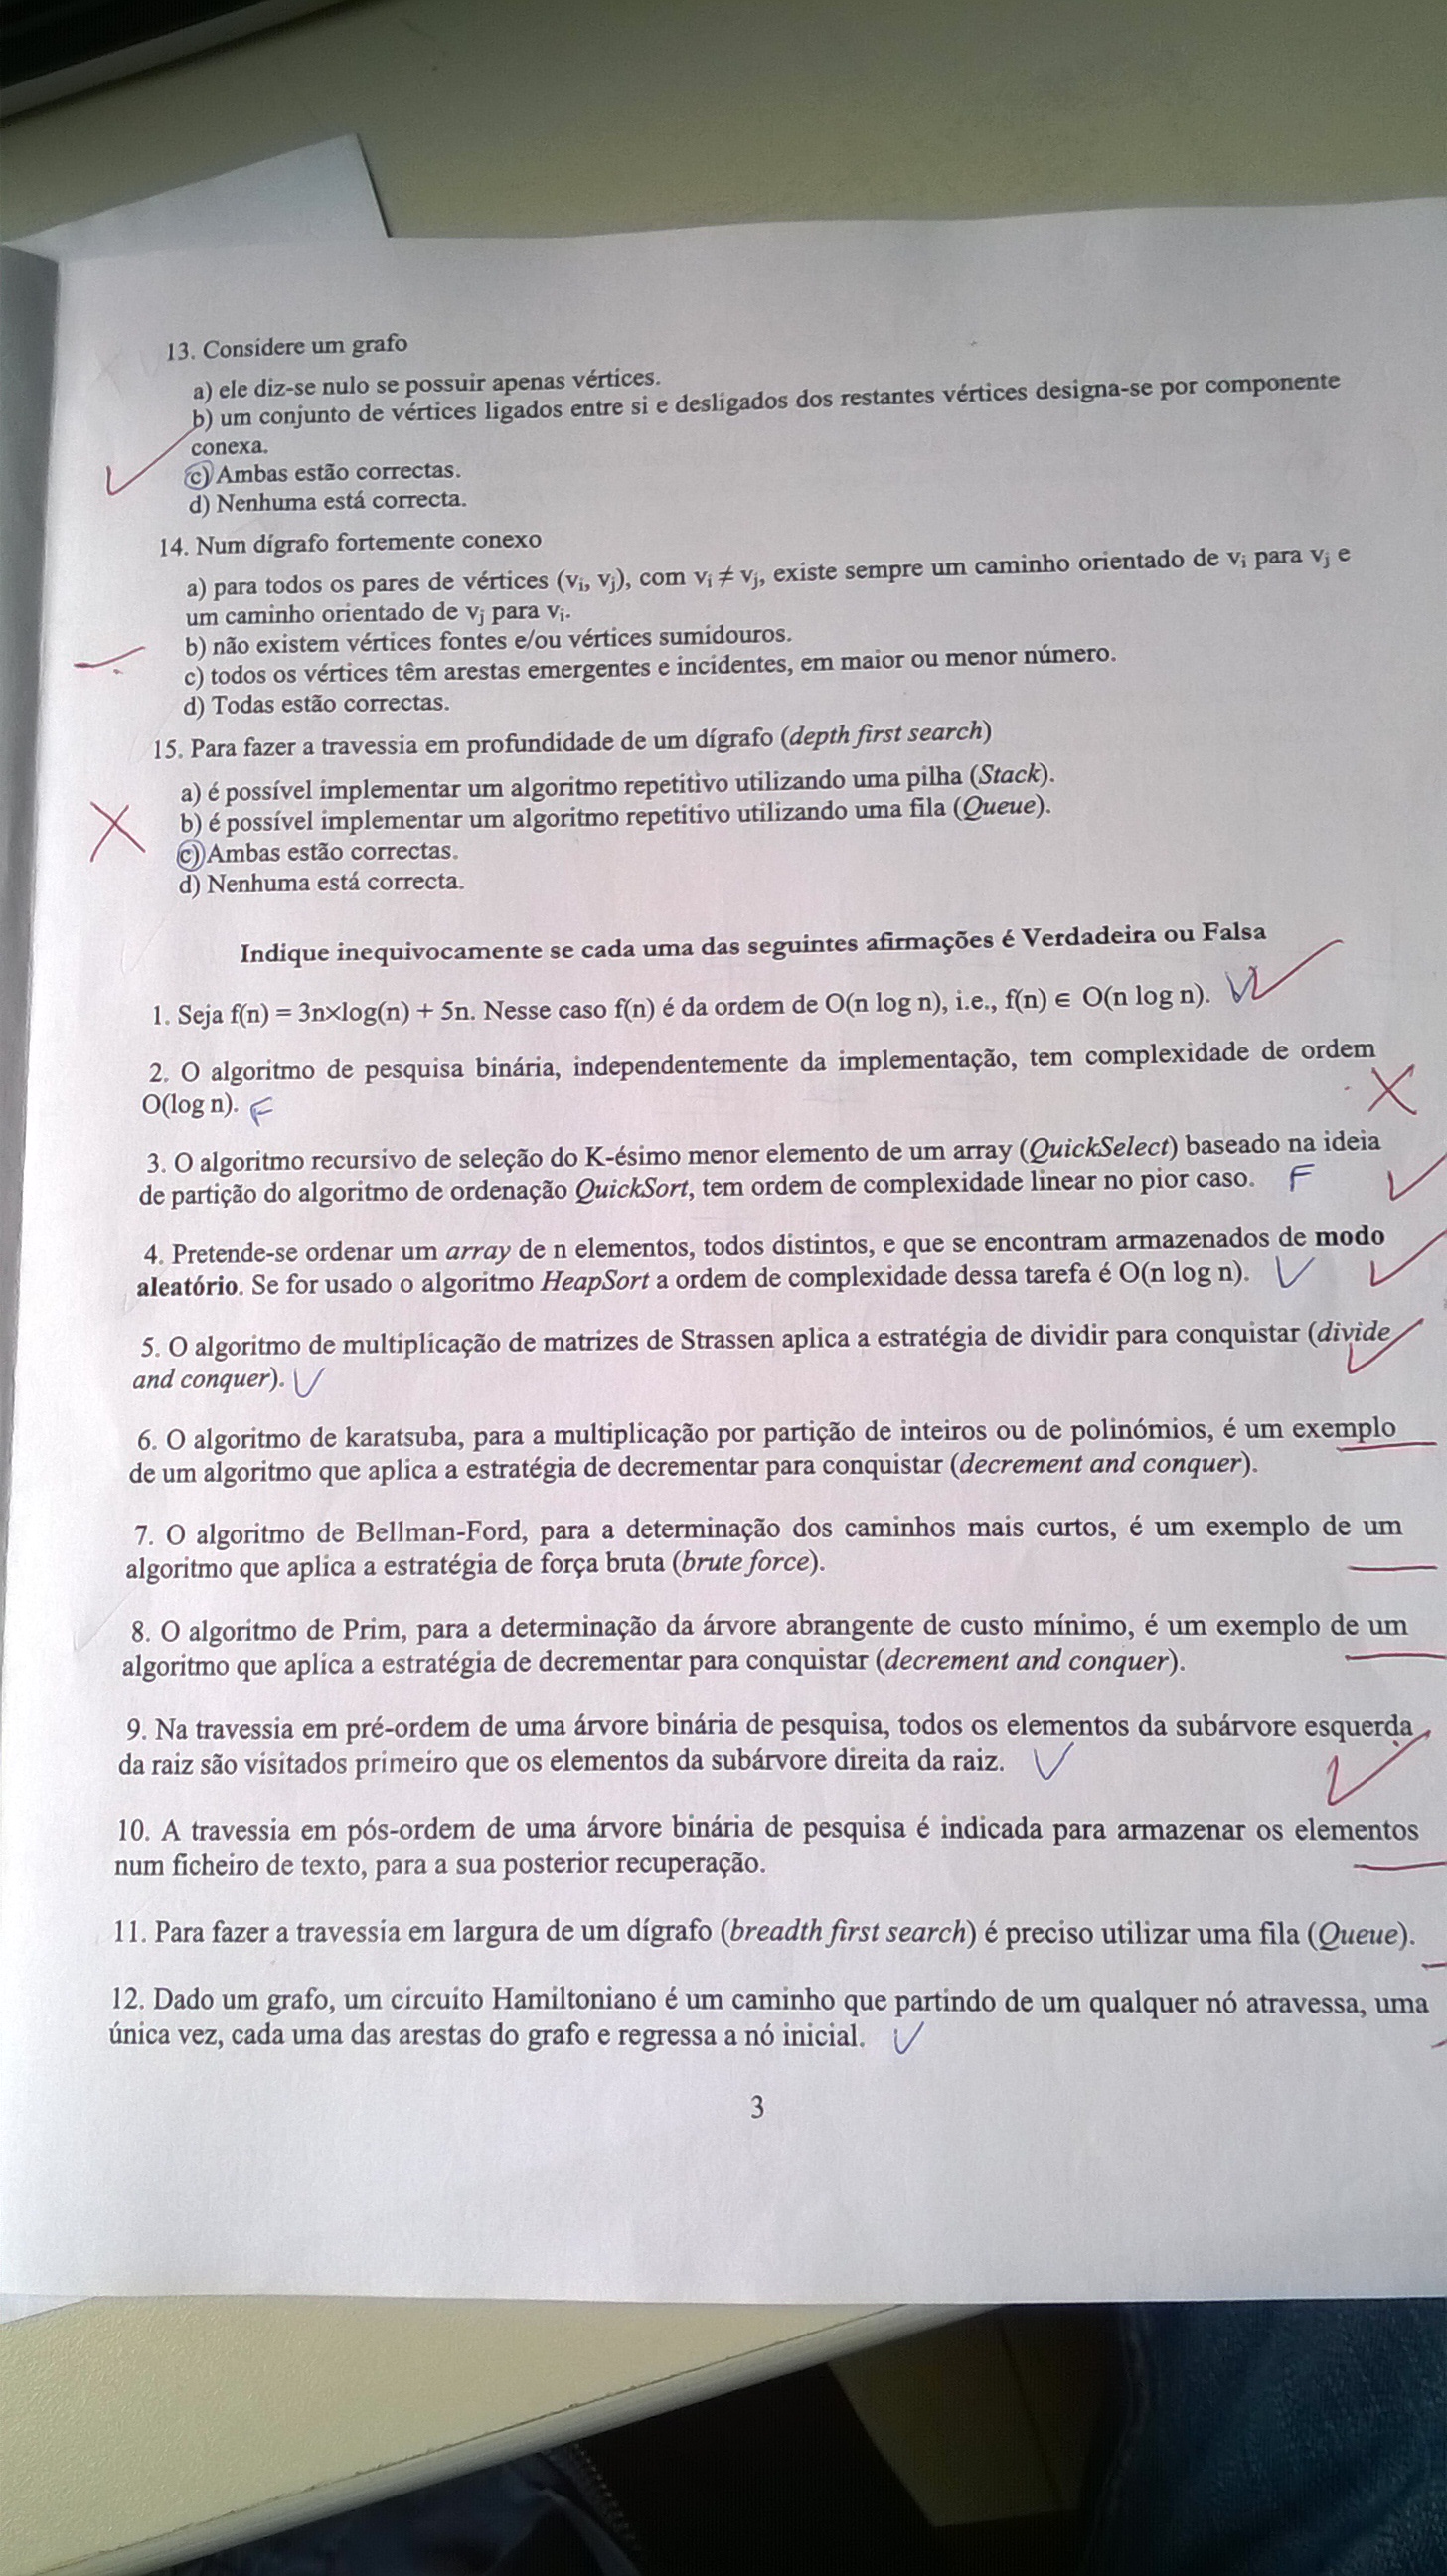 13. Considere um grafo
a) ele diz-se nulo se possuir apenas vértices.
b) um conjunto de vértices ligados entre si e desligados dos restantes vértices designa-se por componente
conexa.
c) Ambas estão correctas.
d) Nenhuma está correcta.
14. Num dígrafo fortemente conexo
a) para todos os pares de vértices (vi, vj), com vi ≠ vj, existe sempre um caminho orientado de vi para vj e
um caminho orientado de vj para vi.
b) não existem vértices fontes e/ou vértices sumidouros.
c) todos os vértices têm arestas emergentes e incidentes, em maior ou menor número.
d) Todas estão correctas.
15. Para fazer a travessia em profundidade de um dígrafo (depth first search)
a) é possível implementar um algoritmo repetitivo utilizando uma pilha (Stack).
b) é possível implementar um algoritmo repetitivo utilizando uma fila (Queue).
c) Ambas estão correctas.
d) Nenhuma está correcta.
Indique inequivocamente se cada uma das seguintes afirmações é Verdadeira ou Falsa
1. Seja f(n) = 3n×log(n) + 5n. Nesse caso f(n) é da ordem de O(n log n), i.e., f(n) ∈ O(n log n). V
2. O algoritmo de pesquisa binária, independentemente da implementação, tem complexidade de ordem
O(log n). F
3. O algoritmo recursivo de seleção do K-ésimo menor elemento de um array (QuickSelect) baseado na ideia
de partição do algoritmo de ordenação QuickSort, tem ordem de complexidade linear no pior caso. F
4. Pretende-se ordenar um array de n elementos, todos distintos, e que se encontram armazenados de modo
aleatório. Se for usado o algoritmo HeapSort a ordem de complexidade dessa tarefa é O(n log n). V
5. O algoritmo de multiplicação de matrizes de Strassen aplica a estratégia de dividir para conquistar (divide
and conquer). V
6. O algoritmo de karatsuba, para a multiplicação por partição de inteiros ou de polinómios, é um exemplo
de um algoritmo que aplica a estratégia de decrementar para conquistar (decrement and conquer).
7. O algoritmo de Bellman-Ford, para a determinação dos caminhos mais curtos, é um exemplo de um
algoritmo que aplica a estratégia de força bruta (brute force).
8. O algoritmo de Prim, para a determinação da árvore abrangente de custo mínimo, é um exemplo de um
algoritmo que aplica a estratégia de decrementar para conquistar (decrement and conquer).
9. Na travessia em pré-ordem de uma árvore binária de pesquisa, todos os elementos da subárvore esquerda
da raiz são visitados primeiro que os elementos da subárvore direita da raiz. V
10. A travessia em pós-ordem de uma árvore binária de pesquisa é indicada para armazenar os elementos
num ficheiro de texto, para a sua posterior recuperação.
11. Para fazer a travessia em largura de um dígrafo (breadth first search) é preciso utilizar uma fila (Queue).
12. Dado um grafo, um circuito Hamiltoniano é um caminho que partindo de um qualquer nó atravessa, uma
única vez, cada uma das arestas do grafo e regressa a nó inicial. V
3